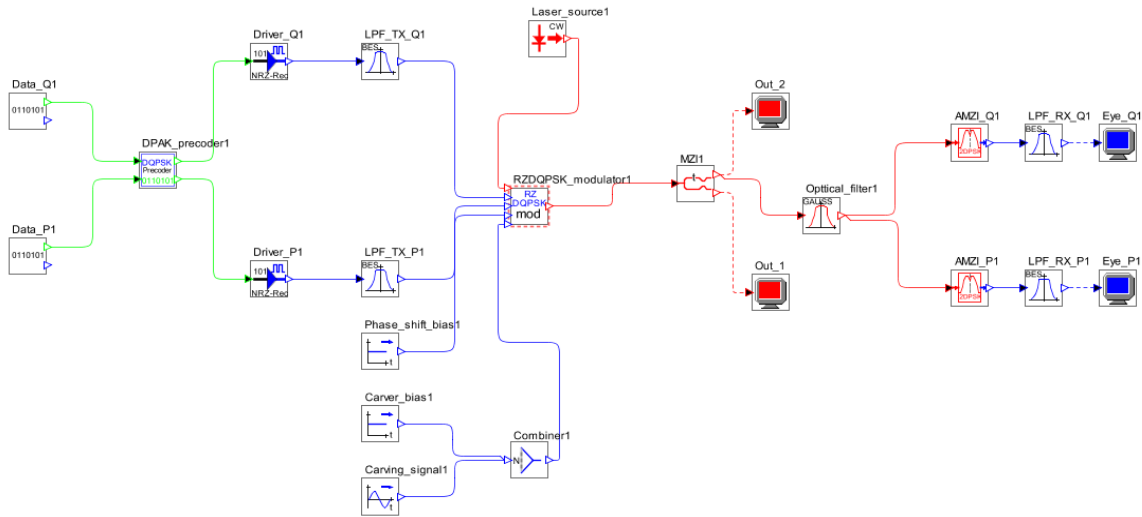 Laser_source1
CW
Driver_Q1
101
NRZ-Rec
LPF_TX_Q1
BES
Data_Q1
0110101
DPAK_precoder1
DQPSK
Precoder
0110101
Data_P1
0110101
Driver_P1
101
NRZ-Rec
LPF_TX_P1
BES
RZDQPSK_modulator1
RZ
DQPSK
mod
MZI1
t
Out_2
Out_1
Opttical_filter1
GAUSS
AMZI_Q1
2DPSK
LPF_RX_Q1
BES
Eye_Q1
AMZI_P1
2DPSK
LPF_RX_P1
BES
Eye_P1
Phase_shift_bias1
t
Carver_bias1
t
Carving_signal1
t
Combiner1
N